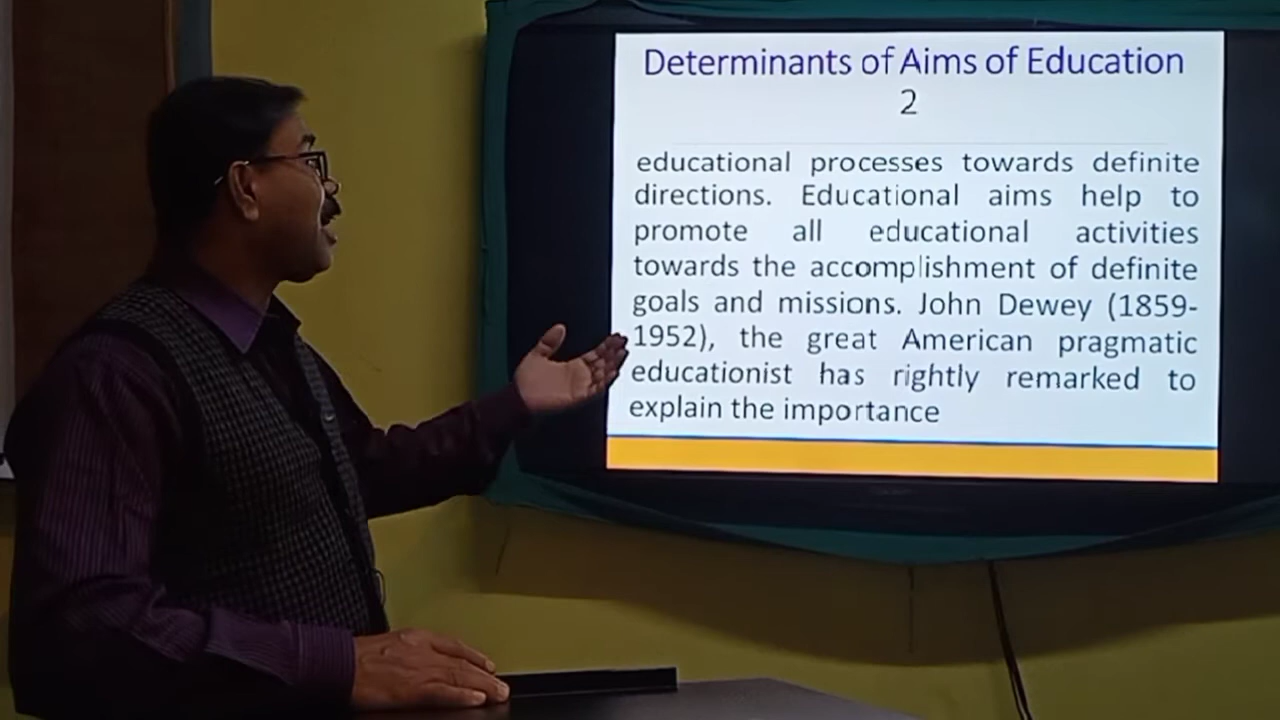 Determinants of Aims of Education
2
educational processes towards definite
directions. Educational aims help to
promote all educational activities
towards the accomplishment of definite
goals and missions. John Dewey (1859-
1952), the great American pragmatic
educationist has rightly remarked to
explain the importance